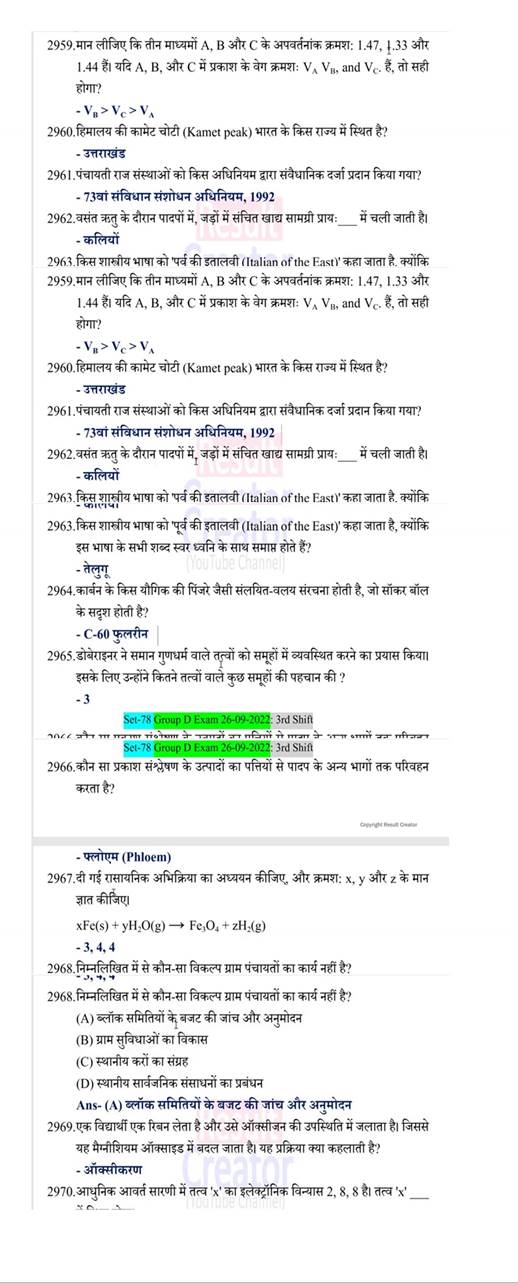 2959.मान लीजिए कि तीन माध्यमों A, B और C के अपवर्तनांक क्रमश: 1.47, 1.33 और
1.44 हैं। यदि A, B, और C में प्रकाश के वेग क्रमशः V_A V_B, and V_C. हैं, तो सही
होगा?
- V_B > V_C > V_A
2960.हिमालय की कामेट चोटी (Kamet peak) भारत के किस राज्य में स्थित है?
- उत्तराखंड
2961.पंचायती राज संस्थाओं को किस अधिनियम द्वारा संवैधानिक दर्जा प्रदान किया गया?
- 73वां संविधान संशोधन अधिनियम, 1992
2962.वसंत ऋतु के दौरान पादपों में, जड़ों में संचित खाद्य सामग्री प्रायः____ में चली जाती है।
- कलियों
2963.किस शास्त्रीय भाषा को 'पूर्व की इतालवी (Italian of the East)' कहा जाता है, क्योंकि
2959.मान लीजिए कि तीन माध्यमों A, B और C के अपवर्तनांक क्रमश: 1.47, 1.33 और
1.44 हैं। यदि A, B, और C में प्रकाश के वेग क्रमशः V_A V_B, and V_C. हैं, तो सही
होगा?
- V_B > V_C > V_A
2960.हिमालय की कामेट चोटी (Kamet peak) भारत के किस राज्य में स्थित है?
- उत्तराखंड
2961.पंचायती राज संस्थाओं को किस अधिनियम द्वारा संवैधानिक दर्जा प्रदान किया गया?
- 73वां संविधान संशोधन अधिनियम, 1992
2962.वसंत ऋतु के दौरान पादपों में, जड़ों में संचित खाद्य सामग्री प्रायः____ में चली जाती है।
- कलियों
2963.किस शास्त्रीय भाषा को 'पूर्व की इतालवी (Italian of the East)' कहा जाता है, क्योंकि
2963.किस शास्त्रीय भाषा को 'पूर्व की इतालवी (Italian of the East)' कहा जाता है, क्योंकि
इस भाषा के सभी शब्द स्वर ध्वनि के साथ समाप्त होते हैं?
- तेलुगू
(YouTube Channel)
2964.कार्बन के किस यौगिक की पिंजरे जैसी संलयित-वलय संरचना होती है, जो सॉकर बॉल
के सदृश होती है?
- C-60 फुलरीन
2965.डोबेराइनर ने समान गुणधर्म वाले तत्वों को समूहों में व्यवस्थित करने का प्रयास किया।
इसके लिए उन्होंने कितने तत्वों वाले कुछ समूहों की पहचान की ?
- 3
Set-78 Group D Exam 26-09-2022: 3rd Shift
Set-78 Group D Exam 26-09-2022: 3rd Shift
2966.कौन सा प्रकाश संश्लेषण के उत्पादों का पत्तियों से पादप के अन्य भागों तक परिवहन
करता है?
Copyright Result Creator
- फ्लोएम (Phloem)
2967.दी गई रासायनिक अभिक्रिया का अध्ययन कीजिए, और क्रमश: x, y और z के मान
ज्ञात कीजिए।
xFe(s) + yH₂O(g) → Fe₃O₄ + zH₂(g)
- 3, 4, 4
2968.निम्नलिखित में से कौन-सा विकल्प ग्राम पंचायतों का कार्य नहीं है?
2968.निम्नलिखित में से कौन-सा विकल्प ग्राम पंचायतों का कार्य नहीं है?
(A) ब्लॉक समितियों के बजट की जांच और अनुमोदन
(B) ग्राम सुविधाओं का विकास
(C) स्थानीय करों का संग्रह
(D) स्थानीय सार्वजनिक संसाधनों का प्रबंधन
Ans- (A) ब्लॉक समितियों के बजट की जांच और अनुमोदन
2969.एक विद्यार्थी एक रिबन लेता है और उसे ऑक्सीजन की उपस्थिति में जलाता है। जिससे
यह मैग्नीशियम ऑक्साइड में बदल जाता है। यह प्रक्रिया क्या कहलाती है?
- ऑक्सीकरण
2970.आधुनिक आवर्त सारणी में तत्व 'x' का इलेक्ट्रॉनिक विन्यास 2, 8, 8 है। तत्व 'x' ____